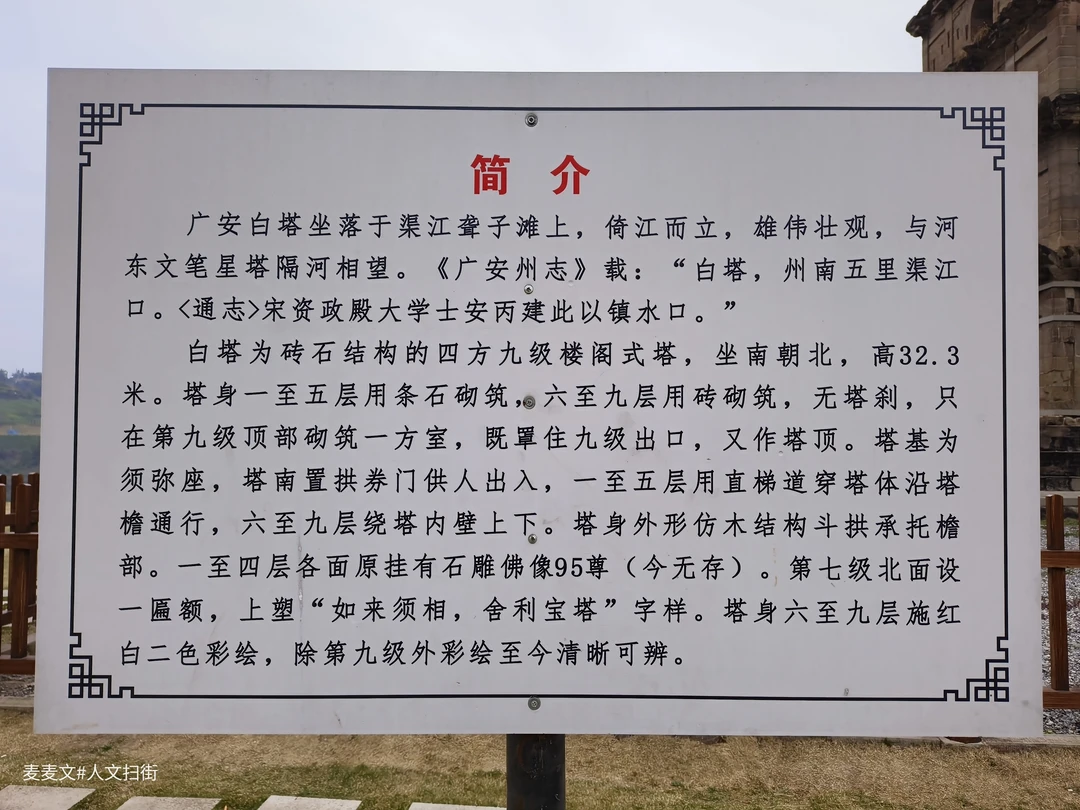 简 介
广安白塔坐落于渠江聋子滩上，倚江而立，雄伟壮观，与河
东文笔星塔隔河相望。《广安州志》载：“白塔，州南五里渠江
口。<通志>宋资政殿大学士安丙建此以镇水口。”
白塔为砖石结构的四方九级楼阁式塔，坐南朝北，高32.3
米。塔身一至五层用条石砌筑，六至九层用砖砌筑，无塔刹，只
在第九级顶部砌筑一方室，既罩住九级出口，又作塔顶。塔基为
须弥座，塔南置拱券门供人出入，一至五层用直梯道穿塔体沿塔
檐通行，六至九层绕塔内壁上下。塔身外形仿木结构斗拱承托檐
部。一至四层各面原挂有石雕佛像95尊（今无存）。第七级北面设
一匾额，上塑“如来须相，舍利宝塔”字样。塔身六至九层施红
白二色彩绘，除第九级外彩绘至今清晰可辨。
麦麦文#人文扫街